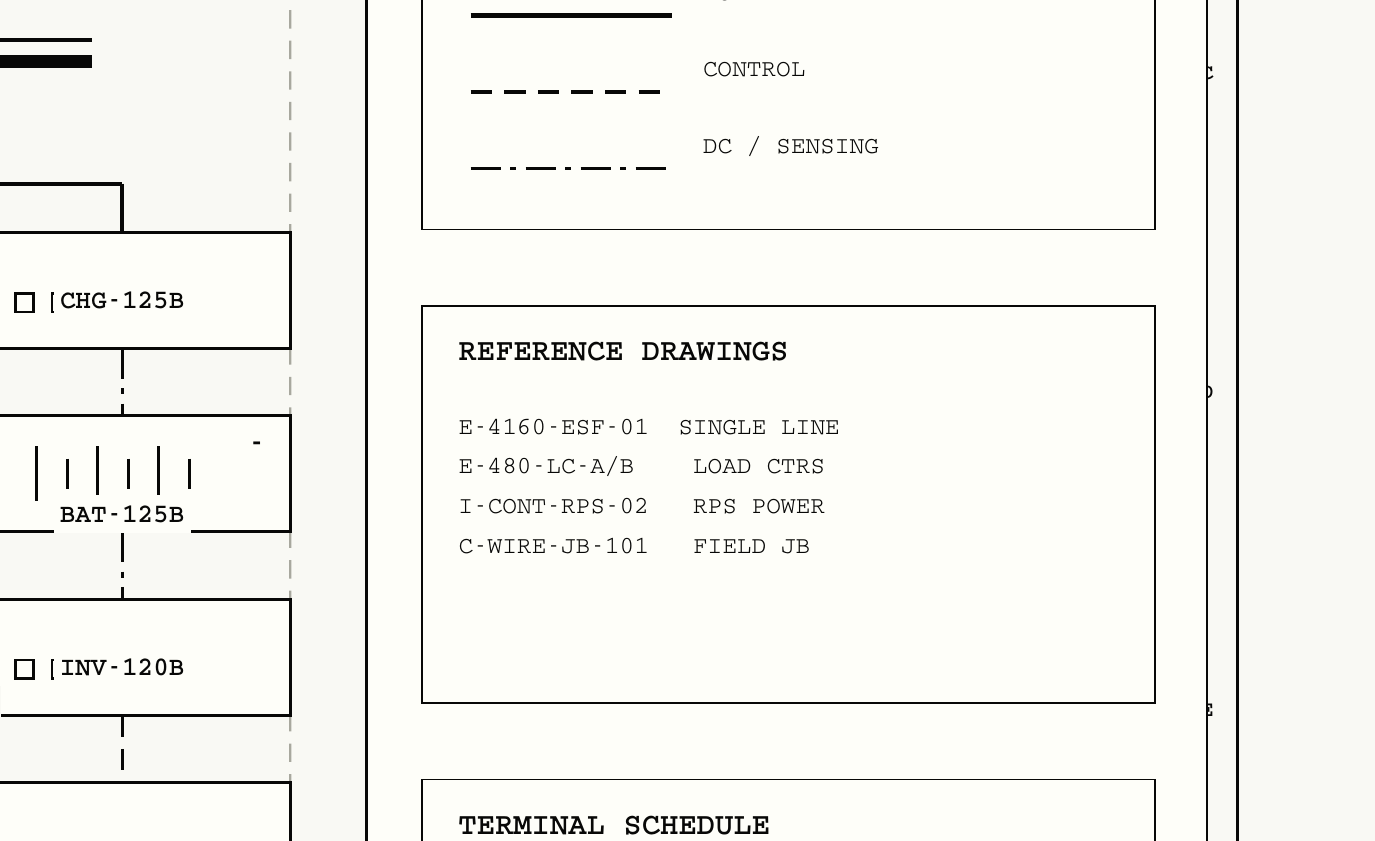 CONTROL
DC / SENSING
CHG-125B
-
BAT-125B
INV-120B
REFERENCE DRAWINGS
E-4160-ESF-01 SINGLE LINE
E-480-LC-A/B LOAD CTRS
I-CONT-RPS-02 RPS POWER
C-WIRE-JB-101 FIELD JB
TERMINAL SCHEDULE